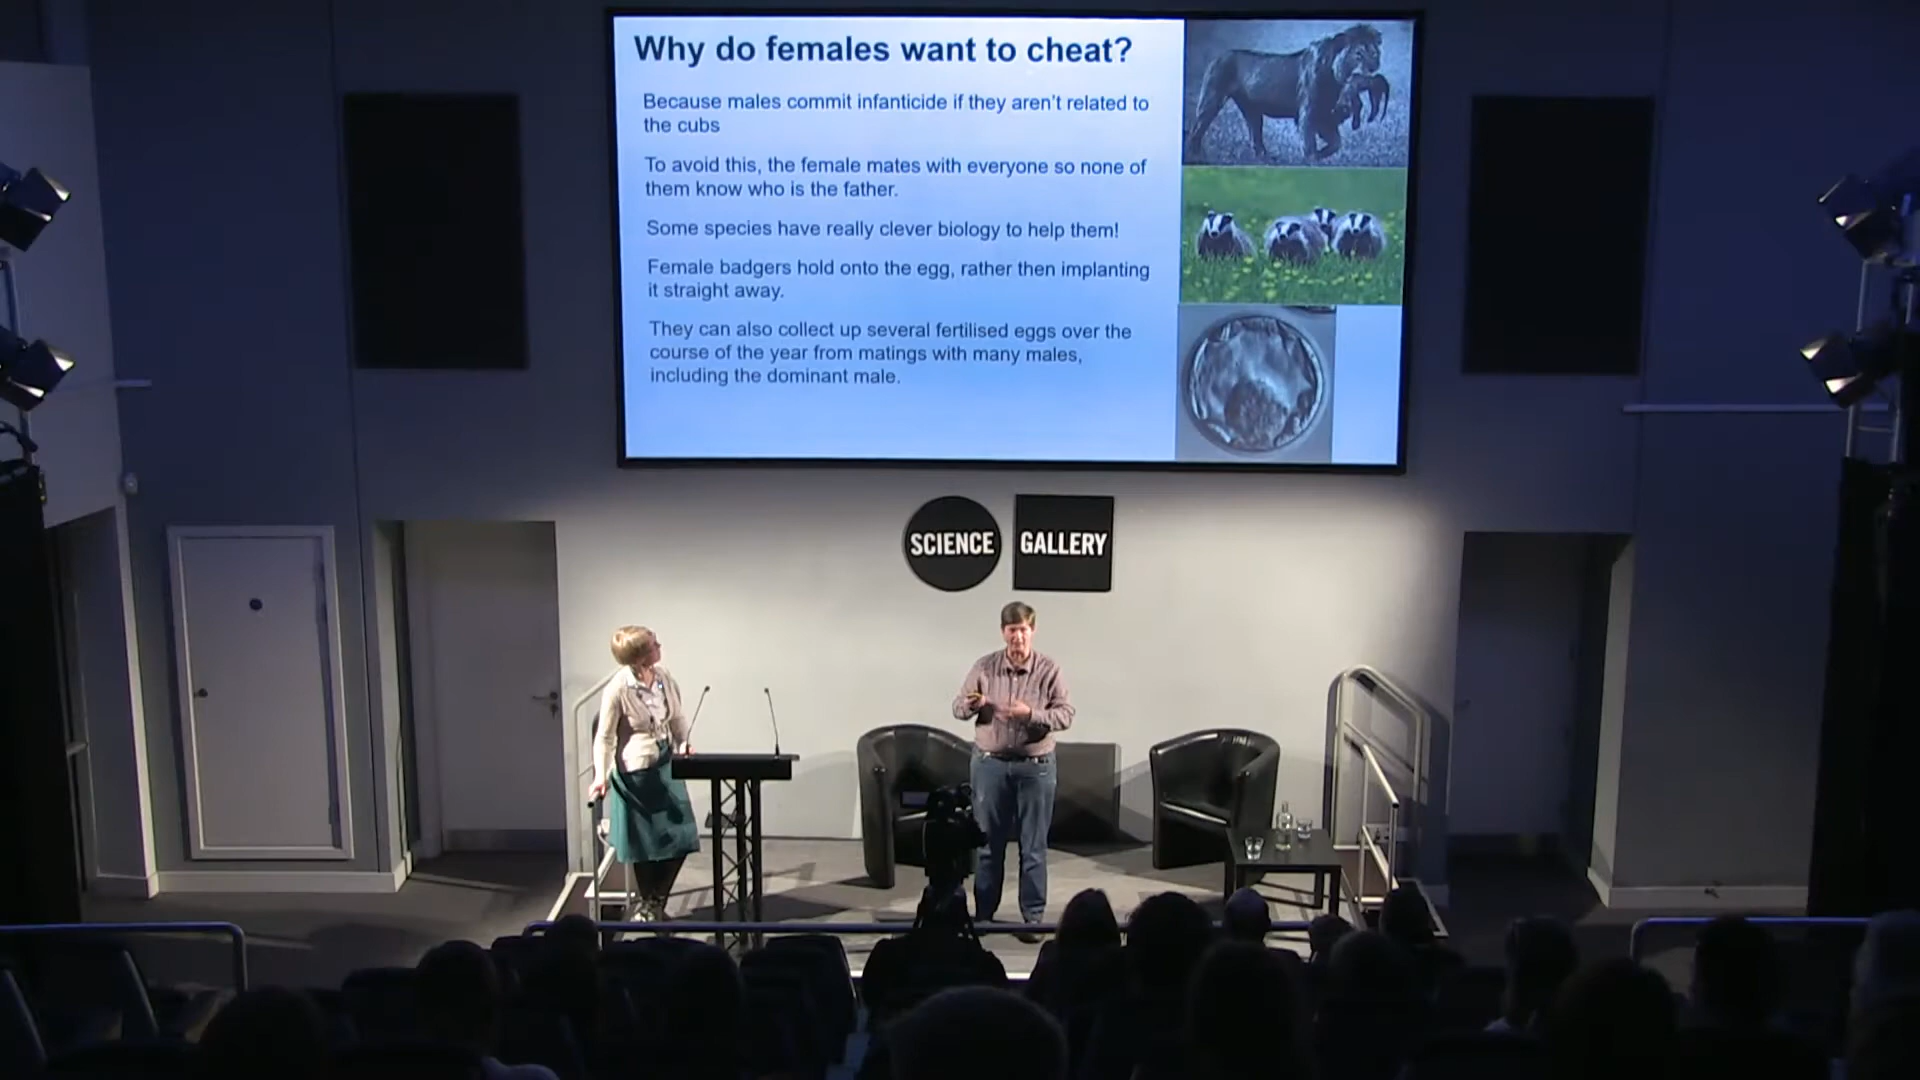 Why do females want to cheat?
Because males commit infanticide if they aren't related to
the cubs
To avoid this, the female mates with everyone so none of
them know who is the father.
Some species have really clever biology to help them!
Female badgers hold onto the egg, rather then implanting
it straight away.
They can also collect up several fertilised eggs over the
course of the year from matings with many males,
including the dominant male.
SCIENCE GALLERY